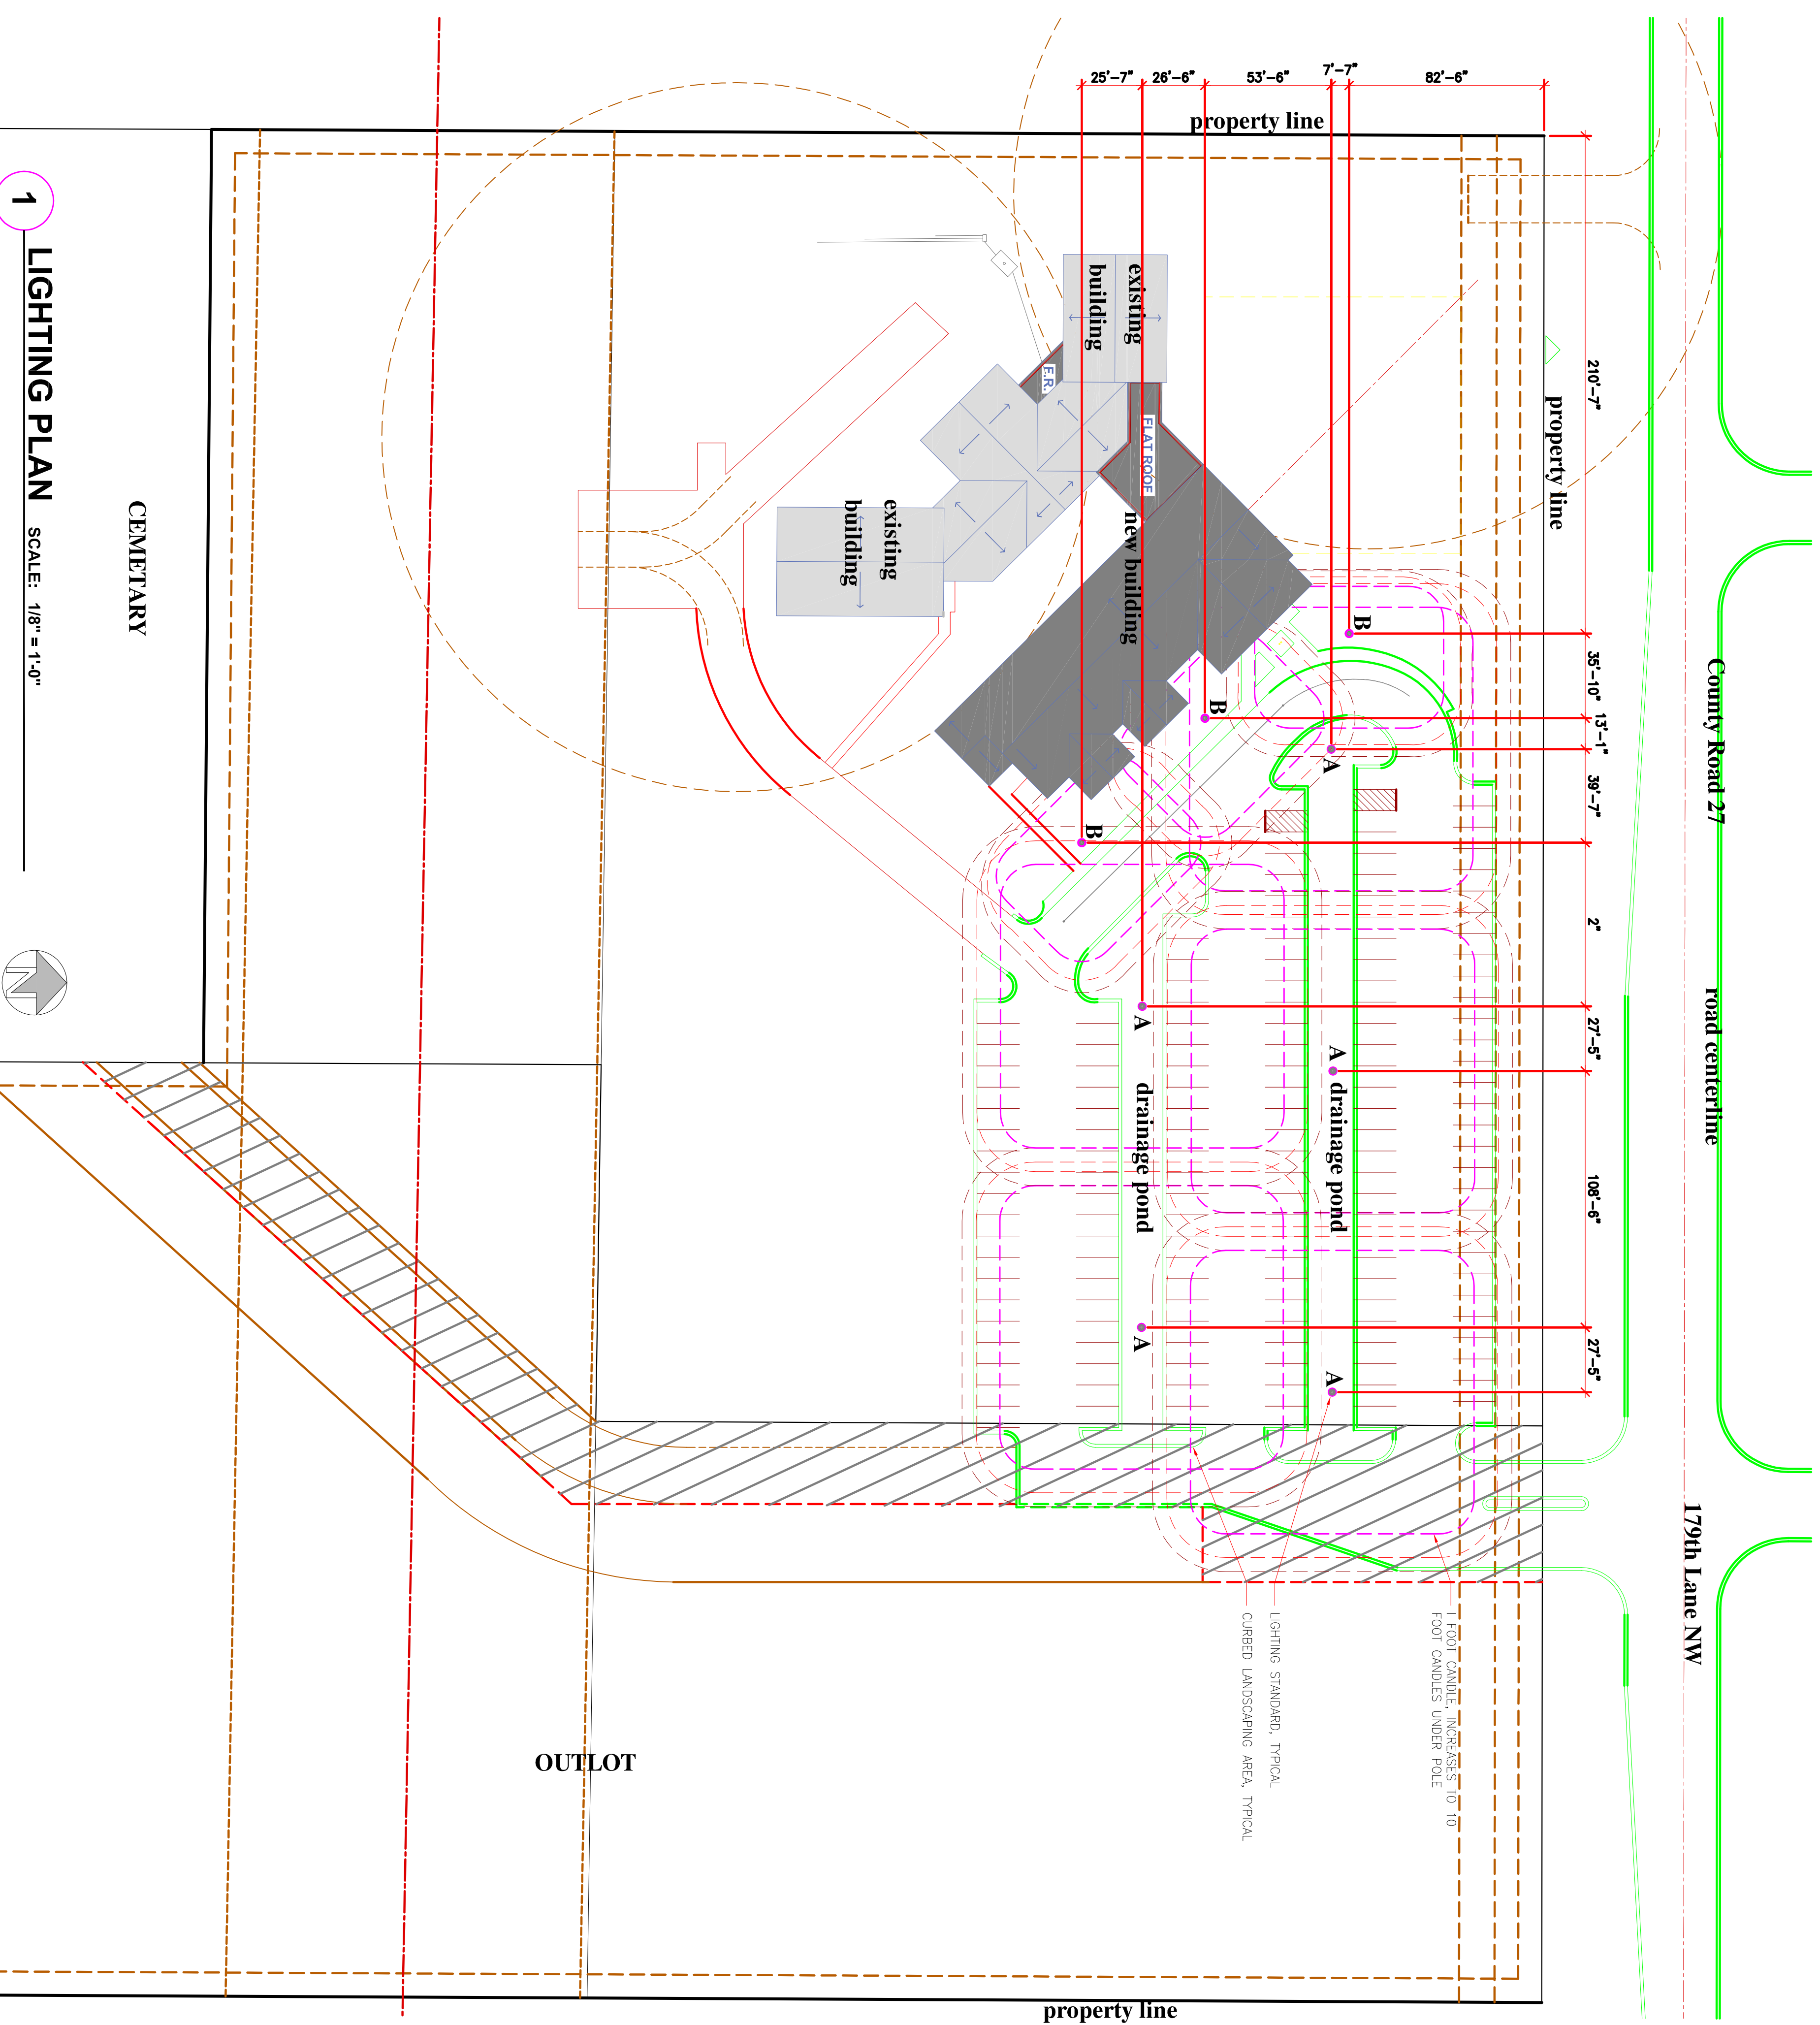 25'-7"
26'-6"
53'-6"
7'-7"
82'-6"
property line
property line
210'-7"
35'-10"
13'-1"
39'-7"
2"
27'-5"
108'-6"
27'-5"
County Road 27
road centerline
179th Lane NW
existing
building
F.R.
FLAT ROOF
new building
existing
building
B
B
A
B
A
A
drainage pond
drainage pond
A
A
1 FOOT CANDLE, INCREASES TO 10
FOOT CANDLES UNDER POLE
LIGHTING STANDARD, TYPICAL
CURBED LANDSCAPING AREA, TYPICAL
OUTLOT
property line
CEMETARY
1
LIGHTING PLAN
SCALE: 1/8" = 1'-0"
N